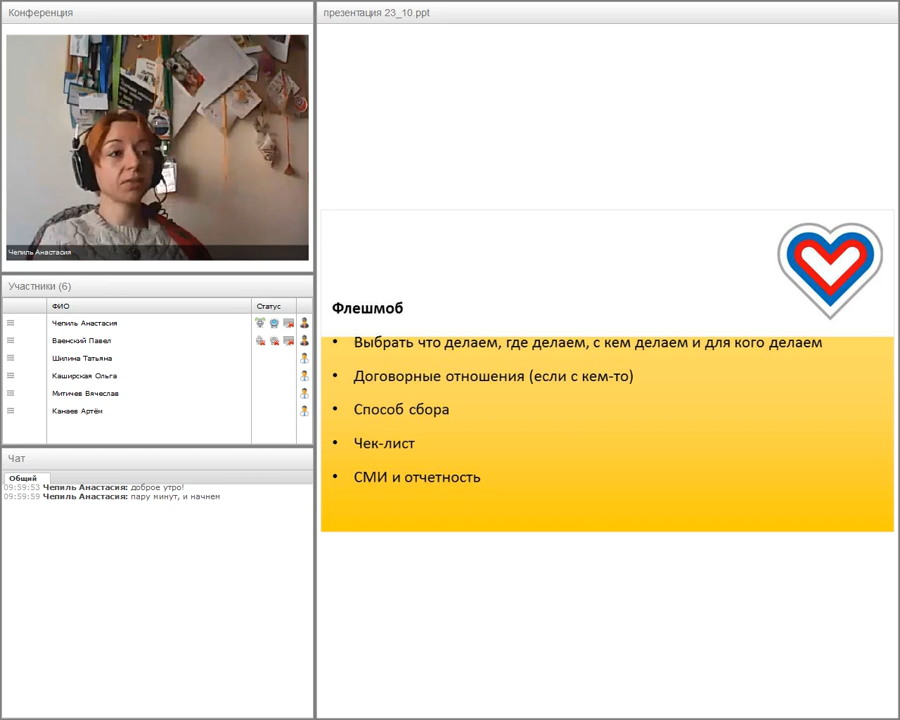 Конференция
Чепиль Анастасия
Участники (6)
ФИО
Статус
Чепиль Анастасия
Ваенский Павел
Шилина Татьяна
Каширская Ольга
Митичев Вячеслав
Канаев Артём
Чат
Общий
09:59:53 Чепиль Анастасия: доброе утро!
09:59:59 Чепиль Анастасия: пару минут, и начнем
презентация 23_10.ppt
Флешмоб
• Выбрать что делаем, где делаем, с кем делаем и для кого делаем
• Договорные отношения (если с кем-то)
• Способ сбора
• Чек-лист
• СМИ и отчетность